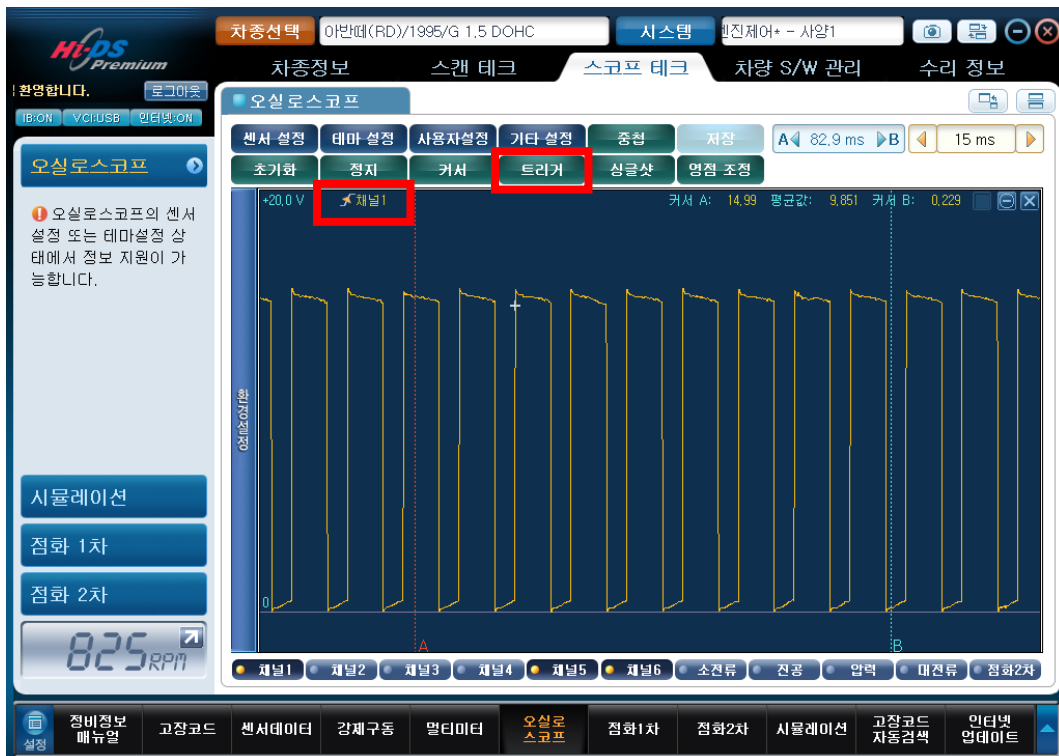 Hi-DS
Premium
차종선택
아반떼(RD)/1995/G 1.5 DOHC
시스템
엔진제어* - 사양1
차종정보
스캔 테크
스코프 테크
차량 S/W 관리
수리 정보
환영합니다.
로그아웃
IB:ON
VCI:USB
인터넷:ON
오실로스코프
오실로스코프의 센서
설정 또는 테마설정 상
태에서 정보 지원이 가
능합니다.
시뮬레이션
점화 1차
점화 2차
825 RPM
오실로스코프
센서 설정
테마 설정
사용자설정
기타 설정
중첩
저장
A 82.9 ms B
15 ms
초기화
정지
커서
트리거
싱글샷
영점 조정
+20.0 V
채널1
커서 A: 14.99
평균값: 9.851
커서 B: 0.229
환경설정
0
A
B
채널1
채널2
채널3
채널4
채널5
채널6
소전류
진공
압력
대전류
점화2차
설정
정비정보
매뉴얼
고장코드
센서데이터
강제구동
멀티미터
오실로
스코프
점화1차
점화2차
시뮬레이션
고장코드
자동검색
인터넷
업데이트